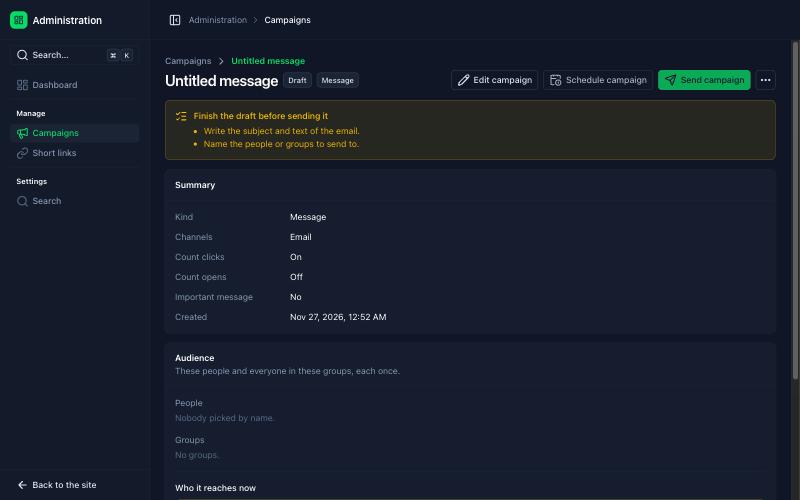 Administration
Search...
⌘ K
Dashboard
Manage
Campaigns
Short links
Settings
Search
Back to the site
Administration > Campaigns
Campaigns > Untitled message
Untitled message
Draft
Message
Edit campaign
Schedule campaign
Send campaign
Finish the draft before sending it
• Write the subject and text of the email.
• Name the people or groups to send to.
Summary
Kind Message
Channels Email
Count clicks On
Count opens Off
Important message No
Created Nov 27, 2026, 12:52 AM
Audience
These people and everyone in these groups, each once.
People
Nobody picked by name.
Groups
No groups.
Who it reaches now